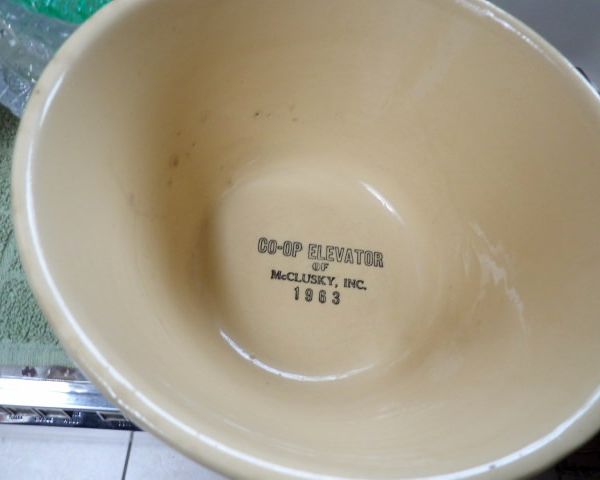 CO-OP ELEVATOR
OF
McCLUSKY, INC.
1963